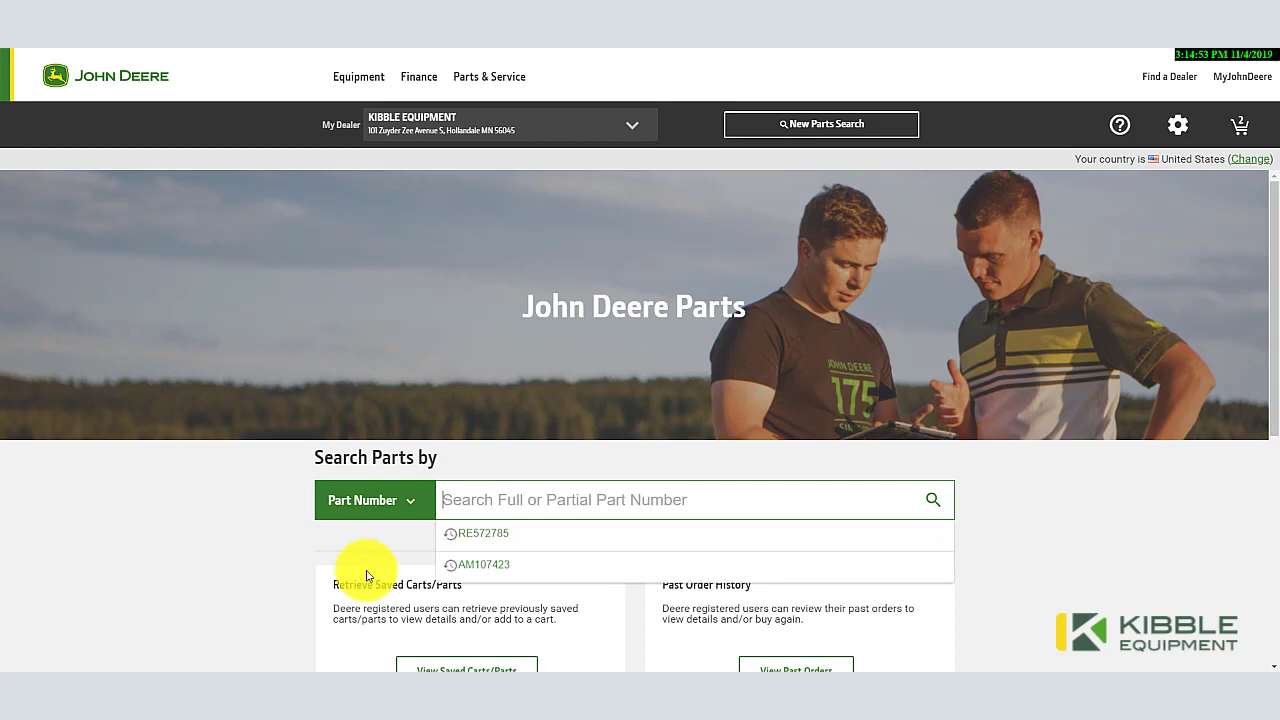 3:14:53 PM 11/4/2019
JOHN DEERE
Equipment Finance Parts & Service
Find a Dealer MyJohnDeere
My Dealer
KIBBLE EQUIPMENT
101 Zuyder Zee Avenue S, Hollandale MN 56045
New Parts Search
2
Your country is United States (Change)
John Deere Parts
JOHN DEERE
175
Search Parts by
Part Number
Search Full or Partial Part Number
RE572785
AM107423
Retrieve Saved Carts/Parts
Deere registered users can retrieve previously saved
carts/parts to view details and/or add to a cart.
View Saved Carts/Parts
Past Order History
Deere registered users can review their past orders to
view details and/or buy again.
View Past Orders
KIBBLE
EQUIPMENT